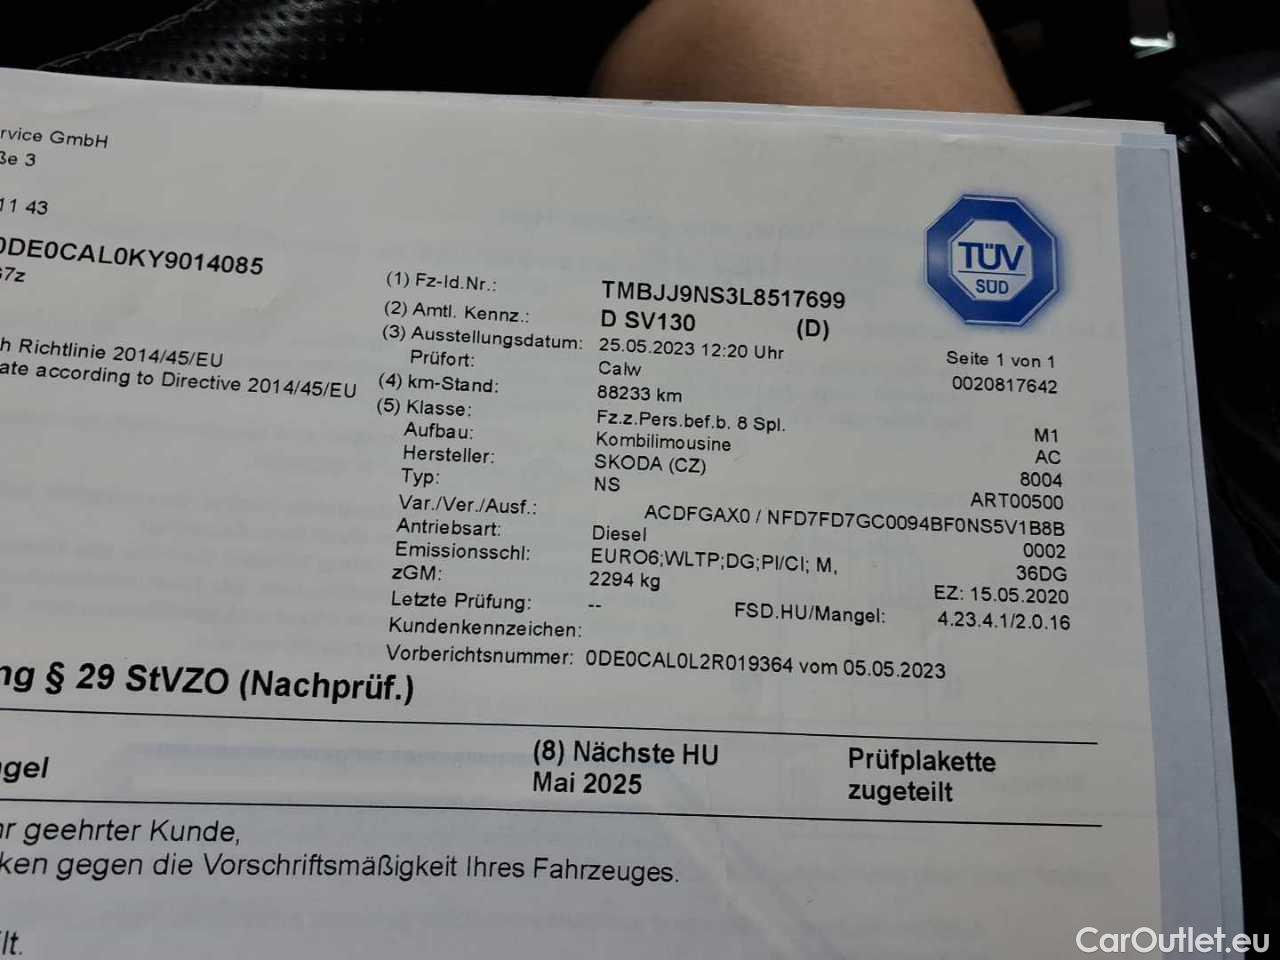 rvice GmbH
ße 3
11 43
0DE0CAL0KY9014085
67z
h Richtlinie 2014/45/EU
ate according to Directive 2014/45/EU
TÜV
SÜD
(1) Fz-Id.Nr.: TMBJJ9NS3L8517699
(2) Amtl. Kennz.: D SV130 (D)
(3) Ausstellungsdatum: 25.05.2023 12:20 Uhr Seite 1 von 1
Prüfort: Calw 0020817642
(4) km-Stand: 88233 km
(5) Klasse: Fz.z.Pers.bef.b. 8 Spl. M1
Aufbau: Kombilimousine AC
Hersteller: SKODA (CZ) 8004
Typ: NS ART00500
Var./Ver./Ausf.: ACDFGAX0 / NFD7FD7GC0094BF0NS5V1B8B
Antriebsart: Diesel 0002
Emissionsschl: EURO6;WLTP;DG;PI/CI; M, 36DG
zGM: 2294 kg EZ: 15.05.2020
Letzte Prüfung: -- FSD.HU/Mangel: 4.23.4.1/2.0.16
Kundenkennzeichen:
Vorberichtsnummer: 0DE0CAL0L2R019364 vom 05.05.2023
ng § 29 StVZO (Nachprüf.)
(8) Nächste HU Prüfplakette
ngel Mai 2025 zugeteilt
hr geehrter Kunde,
ken gegen die Vorschriftsmäßigkeit Ihres Fahrzeuges.
ilt.
CarOutlet.eu